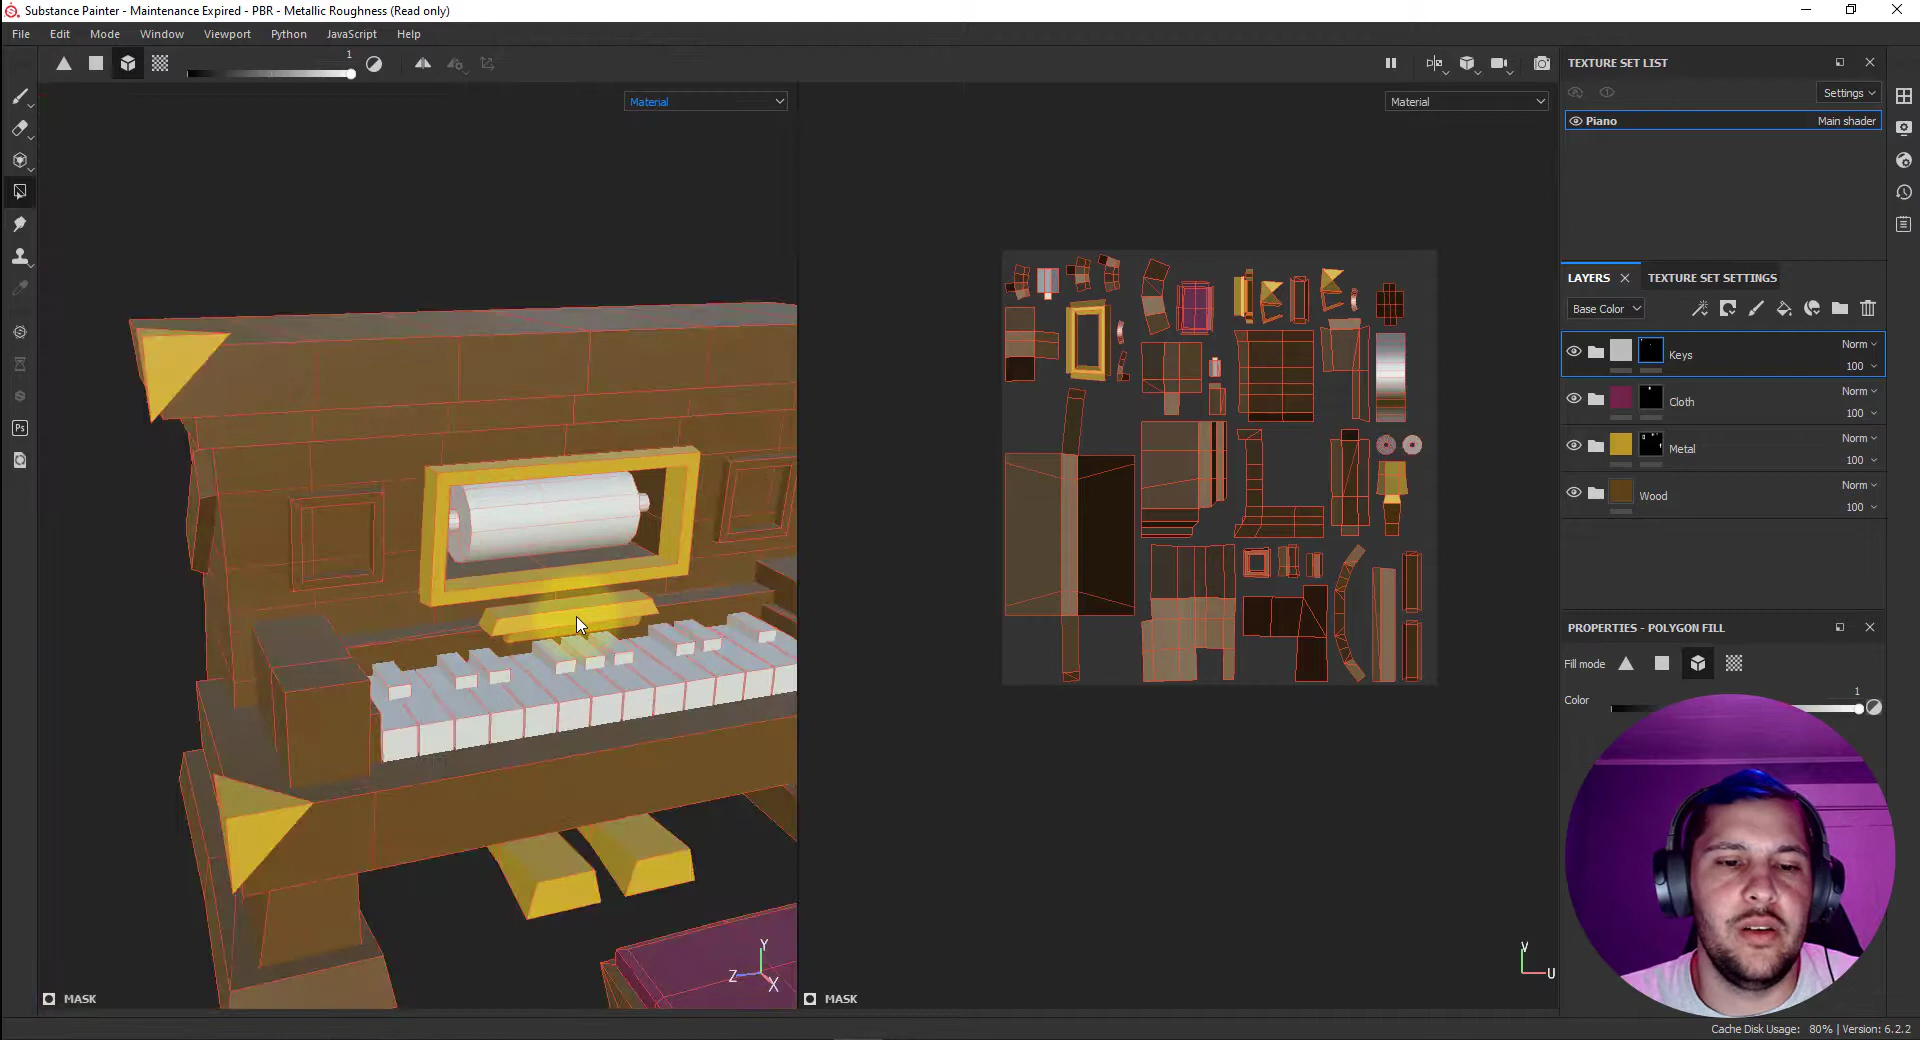 Substance Painter - Maintenance Expired - PBR - Metallic Roughness (Read only)
File Edit Mode Window Viewport Python JavaScript Help
1
Material
Material
TEXTURE SET LIST
Settings
Piano Main shader
LAYERS TEXTURE SET SETTINGS
Base Color
Keys Norm 100
Cloth Norm 100
Metal Norm 100
Wood Norm 100
PROPERTIES - POLYGON FILL
Fill mode
Color 1
Ps
Y
Z
X
V
U
MASK
MASK
Cache Disk Usage: 80% | Version: 6.2.2